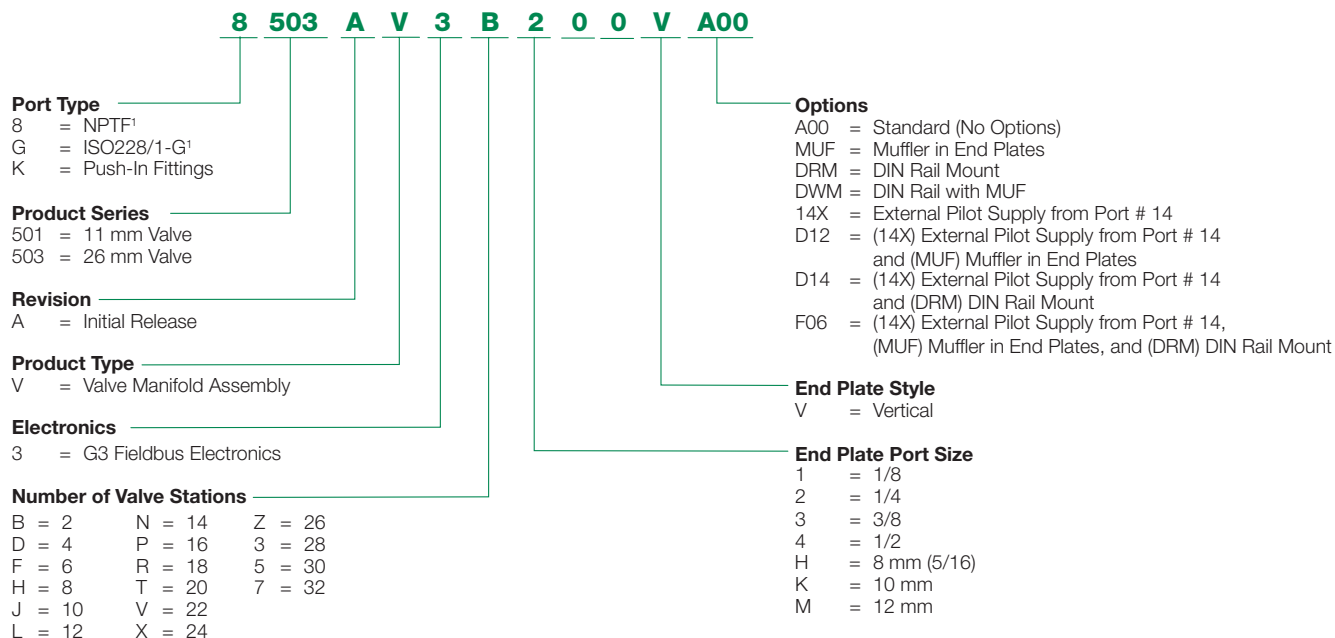 8 503 A V 3 B 2 0 0 V A00
Port Type
8 = NPTF¹
G = ISO228/1-G¹
K = Push-In Fittings
Product Series
501 = 11 mm Valve
503 = 26 mm Valve
Revision
A = Initial Release
Product Type
V = Valve Manifold Assembly
Electronics
3 = G3 Fieldbus Electronics
Number of Valve Stations
B = 2 N = 14 Z = 26
D = 4 P = 16 3 = 28
F = 6 R = 18 5 = 30
H = 8 T = 20 7 = 32
J = 10 V = 22
L = 12 X = 24
Options
A00 = Standard (No Options)
MUF = Muffler in End Plates
DRM = DIN Rail Mount
DWM = DIN Rail with MUF
14X = External Pilot Supply from Port # 14
D12 = (14X) External Pilot Supply from Port # 14
and (MUF) Muffler in End Plates
D14 = (14X) External Pilot Supply from Port # 14
and (DRM) DIN Rail Mount
F06 = (14X) External Pilot Supply from Port # 14,
(MUF) Muffler in End Plates, and (DRM) DIN Rail Mount
End Plate Style
V = Vertical
End Plate Port Size
1 = 1/8
2 = 1/4
3 = 3/8
4 = 1/2
H = 8 mm (5/16)
K = 10 mm
M = 12 mm